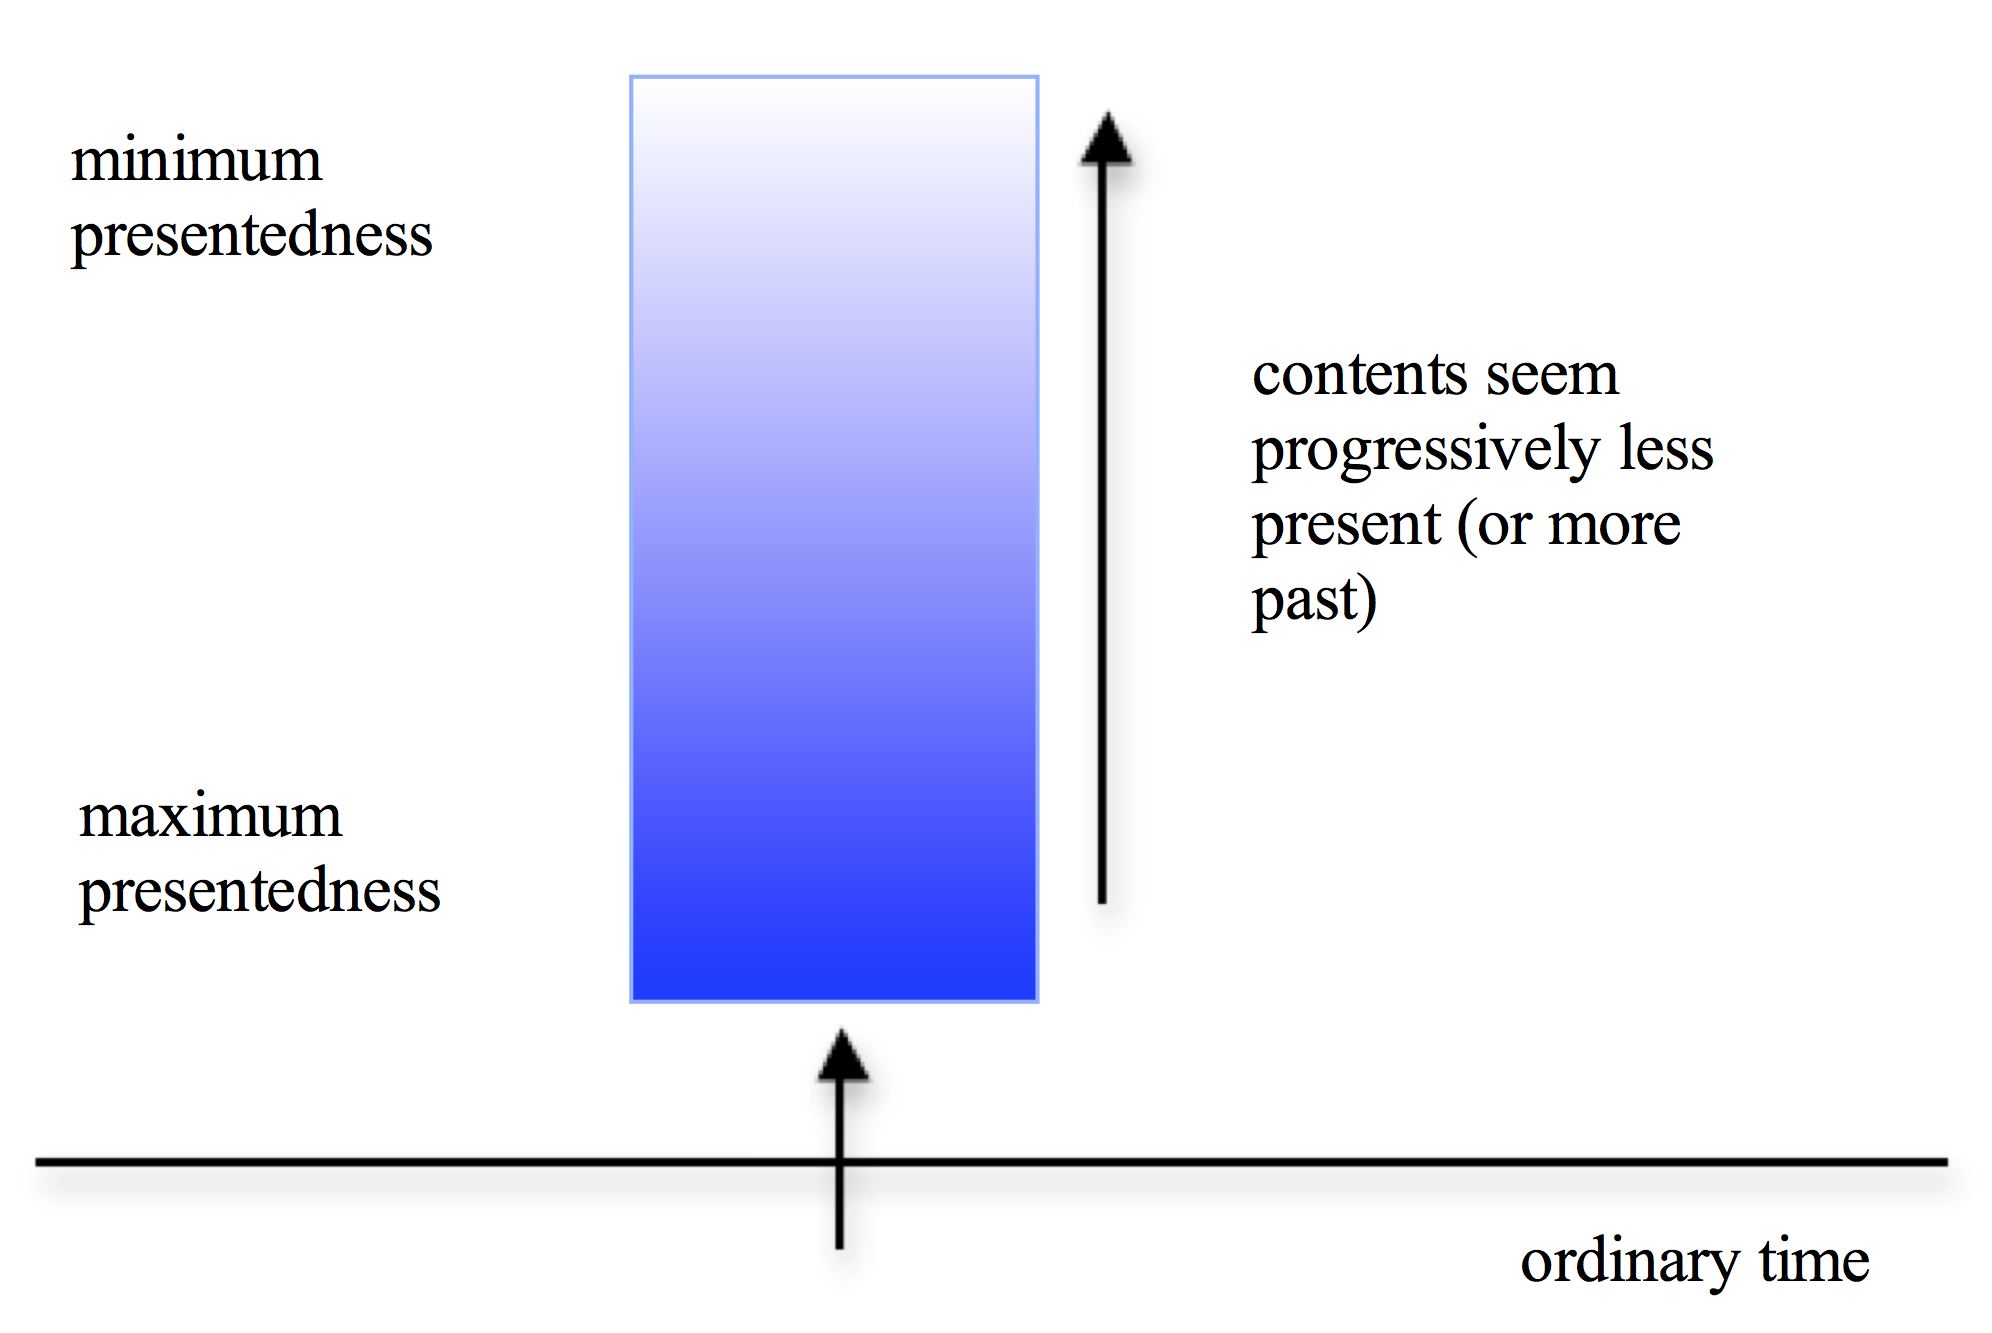 minimum
presentedness
contents seem
progressively less
present (or more
past)
maximum
presentedness
ordinary time